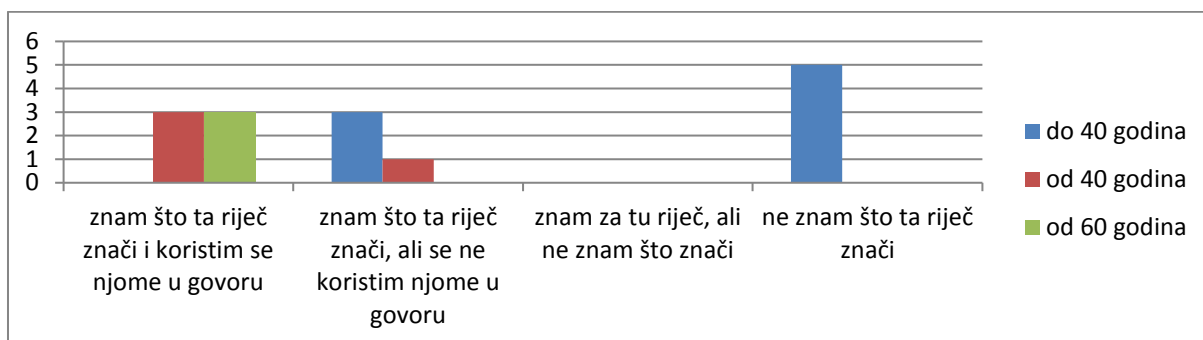 6
5
4
3
2
1
0
znam što ta riječ
znači i koristim se
njome u govoru
znam što ta riječ
znači, ali se ne
koristim njome u
govoru
znam za tu riječ, ali
ne znam što znači
ne znam što ta riječ
znači
do 40 godina
od 40 godina
od 60 godina